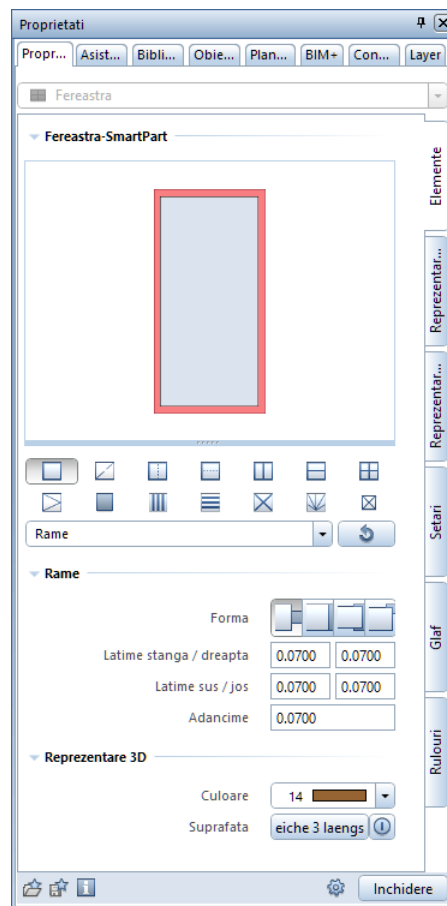 Proprietati
Propr... Asist... Bibli... Obie... Plan... BIM+ Con... Layer
Fereastra
Fereastra-SmartPart
Elemente
Reprezentar...
Reprezentar...
Setari
Glaf
Rulouri
Rame
Rame
Forma
Latime stanga / dreapta 0.0700 0.0700
Latime sus / jos 0.0700 0.0700
Adancime 0.0700
Reprezentare 3D
Culoare 14
Suprafata eiche 3 laengs
Inchidere